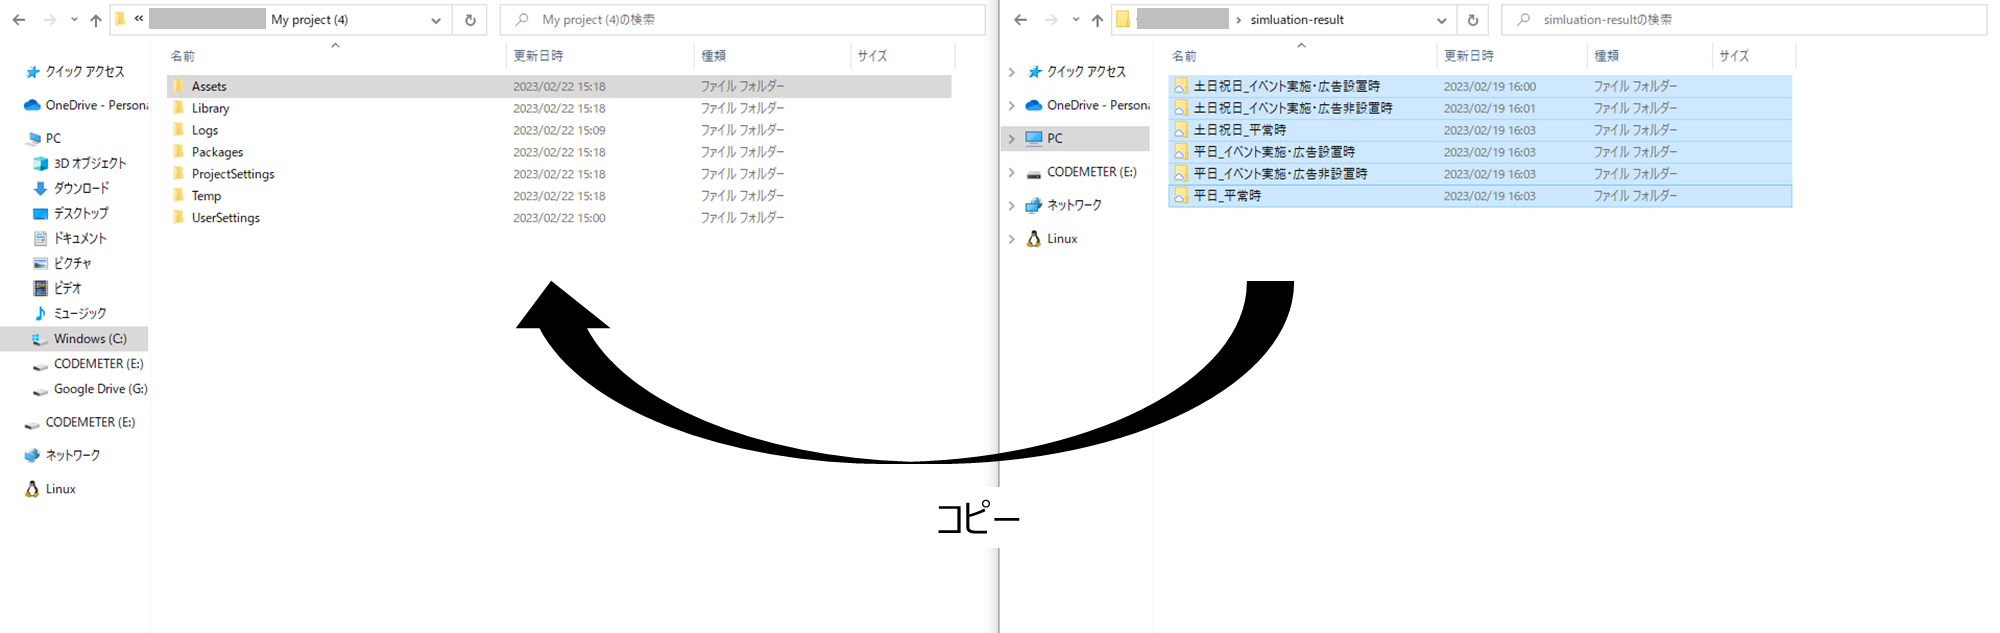 « My project (4)
My project (4)の検索
名前 更新日時 種類 サイズ
クイック アクセス
OneDrive - Persona
PC
3D オブジェクト
ダウンロード
デスクトップ
ドキュメント
ピクチャ
ビデオ
ミュージック
Windows (C:)
CODEMETER (E:)
Google Drive (G:)
CODEMETER (E:)
ネットワーク
Linux
Assets 2023/02/22 15:18 ファイル フォルダー
Library 2023/02/22 15:18 ファイル フォルダー
Logs 2023/02/22 15:09 ファイル フォルダー
Packages 2023/02/22 15:18 ファイル フォルダー
ProjectSettings 2023/02/22 15:18 ファイル フォルダー
Temp 2023/02/22 15:18 ファイル フォルダー
UserSettings 2023/02/22 15:00 ファイル フォルダー
コピー
simluation-result
simluation-resultの検索
名前 更新日時 種類 サイズ
クイック アクセス
OneDrive - Persona
PC
CODEMETER (E:)
ネットワーク
Linux
土日祝日_イベント実施・広告設置時 2023/02/19 16:00 ファイル フォルダー
土日祝日_イベント実施・広告非設置時 2023/02/19 16:01 ファイル フォルダー
土日祝日_平常時 2023/02/19 16:03 ファイル フォルダー
平日_イベント実施・広告設置時 2023/02/19 16:03 ファイル フォルダー
平日_イベント実施・広告非設置時 2023/02/19 16:03 ファイル フォルダー
平日_平常時 2023/02/19 16:03 ファイル フォルダー